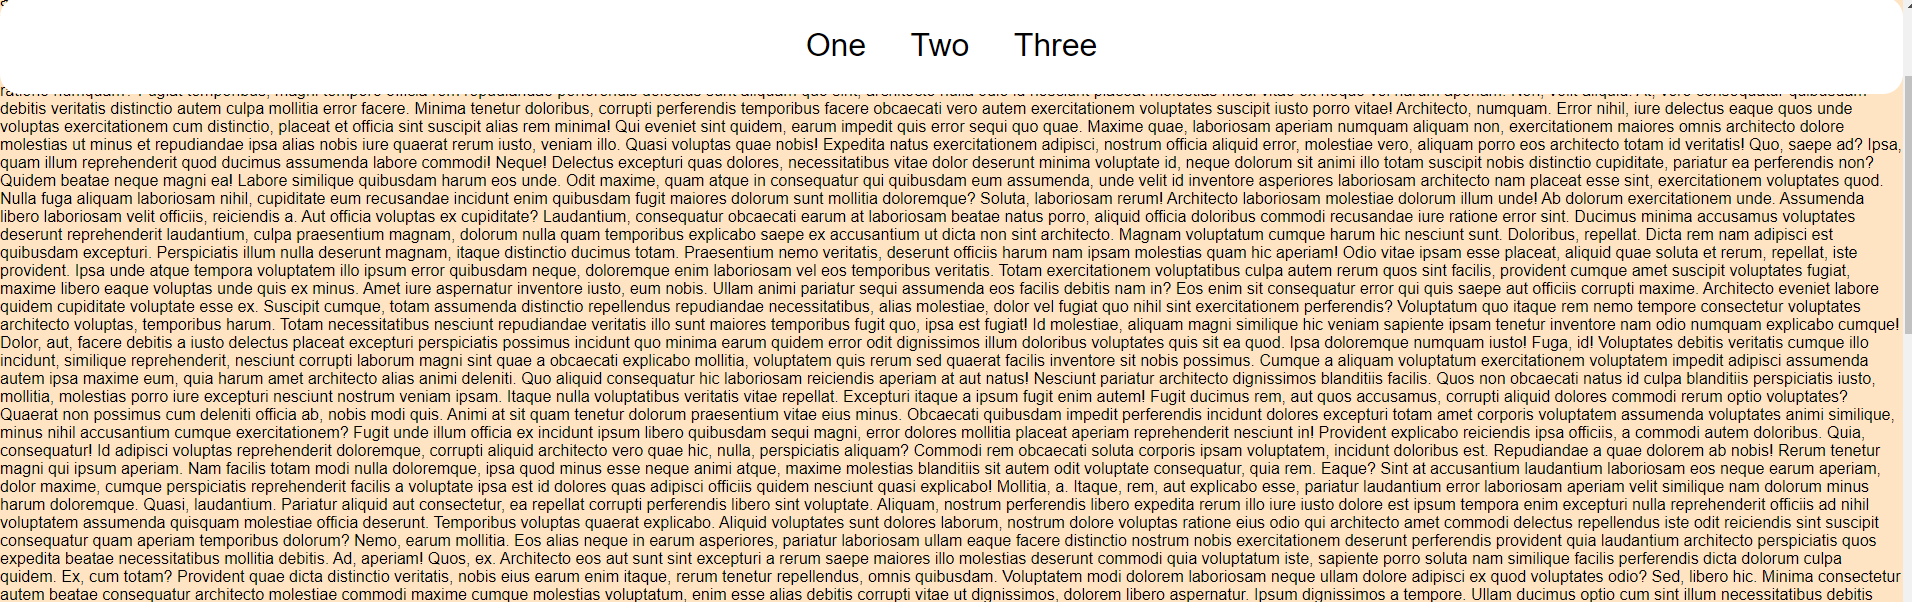 One Two Three
debitis veritatis distinctio autem culpa mollitia error facere. Minima tenetur doloribus, corrupti perferendis temporibus facere obcaecati vero autem exercitationem voluptates suscipit iusto porro vitae! Architecto, numquam. Error nihil, iure delectus eaque quos unde
voluptas exercitationem cum distinctio, placeat et officia sint suscipit alias rem minima! Qui eveniet sint quidem, earum impedit quis error sequi quo quae. Maxime quae, laboriosam aperiam numquam aliquam non, exercitationem maiores omnis architecto dolore
molestias ut minus et repudiandae ipsa alias nobis iure quaerat rerum iusto, veniam illo. Quasi voluptas quae nobis! Expedita natus exercitationem adipisci, nostrum officia aliquid error, molestiae vero, aliquam porro eos architecto totam id veritatis! Quo, saepe ad? Ipsa,
quam illum reprehenderit quod ducimus assumenda labore commodi! Neque! Delectus excepturi quas dolores, necessitatibus vitae dolor deserunt minima voluptate id, neque dolorum sit animi illo totam suscipit nobis distinctio cupiditate, pariatur ea perferendis non?
Quidem beatae neque magni ea! Labore similique quibusdam harum eos unde. Odit maxime, quam atque in consequatur qui quibusdam eum assumenda, unde velit id inventore asperiores laboriosam architecto nam placeat esse sint, exercitationem voluptates quod.
Nulla fuga aliquam laboriosam nihil, cupiditate eum recusandae incidunt enim quibusdam fugit maiores dolorum sunt mollitia doloremque? Soluta, laboriosam rerum! Architecto laboriosam molestiae dolorum illum unde! Ab dolorum exercitationem unde. Assumenda
libero laboriosam velit officiis, reiciendis a. Aut officia voluptas ex cupiditate? Laudantium, consequatur obcaecati earum at laboriosam beatae natus porro, aliquid officia doloribus commodi recusandae iure ratione error sint. Ducimus minima accusamus voluptates
deserunt reprehenderit laudantium, culpa praesentium magnam, dolorum nulla quam temporibus explicabo saepe ex accusantium ut dicta non sint architecto. Magnam voluptatum cumque harum hic nesciunt sunt. Doloribus, repellat. Dicta rem nam adipisci est
quibusdam excepturi. Perspiciatis illum nulla deserunt magnam, itaque distinctio ducimus totam. Praesentium nemo veritatis, deserunt officiis harum nam ipsam molestias quam hic aperiam! Odio vitae ipsam esse placeat, aliquid quae soluta et rerum, repellat, iste
provident. Ipsa unde atque tempora voluptatem illo ipsum error quibusdam neque, doloremque enim laboriosam vel eos temporibus veritatis. Totam exercitationem voluptatibus culpa autem rerum quos sint facilis, provident cumque amet suscipit voluptates fugiat,
maxime libero eaque voluptas unde quis ex minus. Amet iure aspernatur inventore iusto, eum nobis. Ullam animi pariatur sequi assumenda eos facilis debitis nam in? Eos enim sit consequatur error qui quis saepe aut officiis corrupti maxime. Architecto eveniet labore
quidem cupiditate voluptate esse ex. Suscipit cumque, totam assumenda distinctio repellendus repudiandae necessitatibus, alias molestiae, dolor vel fugiat quo nihil sint exercitationem perferendis? Voluptatum quo itaque rem nemo tempore consectetur voluptates
architecto voluptas, temporibus harum. Totam necessitatibus nesciunt repudiandae veritatis illo sunt maiores temporibus fugit quo, ipsa est fugiat! Id molestiae, aliquam magni similique hic veniam sapiente ipsam tenetur inventore nam odio numquam explicabo cumque!
Dolor, aut, facere debitis a iusto delectus placeat excepturi perspiciatis possimus incidunt quo minima earum quidem error odit dignissimos illum doloribus voluptates quis sit ea quod. Ipsa doloremque numquam iusto! Fuga, id! Voluptates debitis veritatis cumque illo
incidunt, similique reprehenderit, nesciunt corrupti laborum magni sint quae a obcaecati explicabo mollitia, voluptatem quis rerum sed quaerat facilis inventore sit nobis possimus. Cumque a aliquam voluptatum exercitationem voluptatem impedit adipisci assumenda
autem ipsa maxime eum, quia harum amet architecto alias animi deleniti. Quo aliquid consequatur hic laboriosam reiciendis aperiam at aut natus! Nesciunt pariatur architecto dignissimos blanditiis facilis. Quos non obcaecati natus id culpa blanditiis perspiciatis iusto,
mollitia, molestias porro iure excepturi nesciunt nostrum veniam ipsam. Itaque nulla voluptatibus veritatis vitae repellat. Excepturi itaque a ipsum fugit enim autem! Fugit ducimus rem, aut quos accusamus, corrupti aliquid dolores commodi rerum optio voluptates?
Quaerat non possimus cum deleniti officia ab, nobis modi quis. Animi at sit quam tenetur dolorum praesentium vitae eius minus. Obcaecati quibusdam impedit perferendis incidunt dolores excepturi totam amet corporis voluptatem assumenda voluptates animi similique,
minus nihil accusantium cumque exercitationem? Fugit unde illum officia ex incidunt ipsum libero quibusdam sequi magni, error dolores mollitia placeat aperiam reprehenderit nesciunt in! Provident explicabo reiciendis ipsa officiis, a commodi autem doloribus. Quia,
consequatur! Id adipisci voluptas reprehenderit doloremque, corrupti aliquid architecto vero quae hic, nulla, perspiciatis aliquam? Commodi rem obcaecati soluta corporis ipsam voluptatem, incidunt doloribus est. Repudiandae a quae dolorem ab nobis! Rerum tenetur
magni qui ipsum aperiam. Nam facilis totam modi nulla doloremque, ipsa quod minus esse neque animi atque, maxime molestias blanditiis sit autem odit voluptate consequatur, quia rem. Eaque? Sint at accusantium laudantium laboriosam eos neque earum aperiam,
dolor maxime, cumque perspiciatis reprehenderit facilis a voluptate ipsa est id dolores quas adipisci officiis quidem nesciunt quasi explicabo! Mollitia, a. Itaque, rem, aut explicabo esse, pariatur laudantium error laboriosam aperiam velit similique nam dolorum minus
harum doloremque. Quasi, laudantium. Pariatur aliquid aut consectetur, ea repellat corrupti perferendis libero sint voluptate. Aliquam, nostrum perferendis libero expedita rerum illo iure iusto dolore est ipsum tempora enim excepturi nulla reprehenderit officiis ad nihil
voluptatem assumenda quisquam molestiae officia deserunt. Temporibus voluptas quaerat explicabo. Aliquid voluptates sunt dolores laborum, nostrum dolore voluptas ratione eius odio qui architecto amet commodi delectus repellendus iste odit reiciendis sint suscipit
consequatur quam aperiam temporibus dolorum? Nemo, earum mollitia. Eos alias neque in earum asperiores, pariatur laboriosam ullam eaque facere distinctio nostrum nobis exercitationem deserunt perferendis provident quia laudantium architecto perspiciatis quos
expedita beatae necessitatibus mollitia debitis. Ad, aperiam! Quos, ex. Architecto eos aut sunt sint excepturi a rerum saepe maiores illo molestias deserunt commodi quia voluptatum iste, sapiente porro soluta nam similique facilis perferendis dicta dolorum culpa
quidem. Ex, cum totam? Provident quae dicta distinctio veritatis, nobis eius earum enim itaque, rerum tenetur repellendus, omnis quibusdam. Voluptatem modi dolorem laboriosam neque ullam dolore adipisci ex quod voluptates odio? Sed, libero hic. Minima consectetur
autem beatae consequatur architecto molestiae commodi maxime cumque molestias voluptatum, enim esse alias debitis corrupti vitae ut dignissimos, dolorem libero aspernatur. Ipsum dignissimos a tempore. Ullam ducimus optio cum sint illum necessitatibus debitis